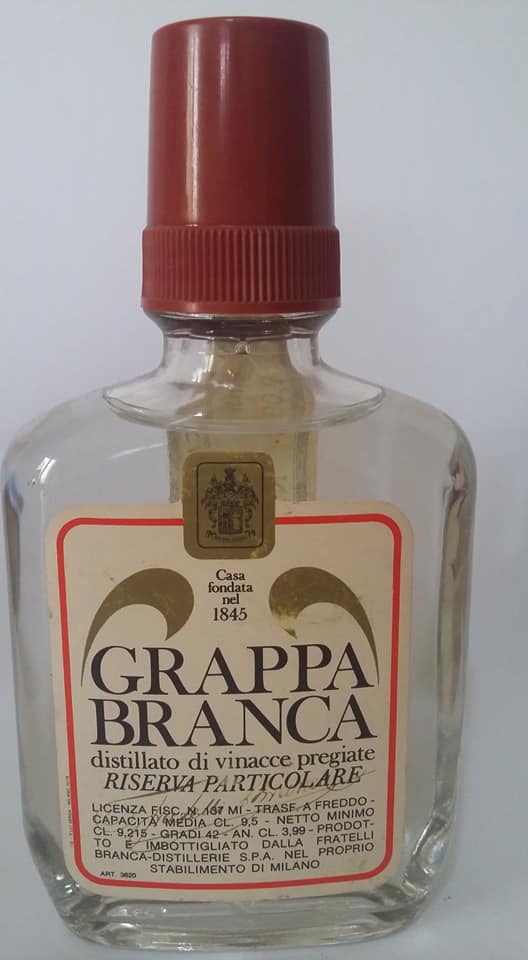 Casa
fondata
nel
1845
GRAPPA
BRANCA
distillato di vinacce pregiate
RISERVA PARTICOLARE
LICENZA FISC. N. 137 MI - TRASF. A FREDDO -
CAPACITÀ MEDIA CL. 9,5 - NETTO MINIMO
CL. 9,215 - GRADI 42 - AN. CL. 3,99 - PRODOT-
TO E IMBOTTIGLIATO DALLA FRATELLI
BRANCA-DISTILLERIE S.P.A. NEL PROPRIO
STABILIMENTO DI MILANO
ART. 3620